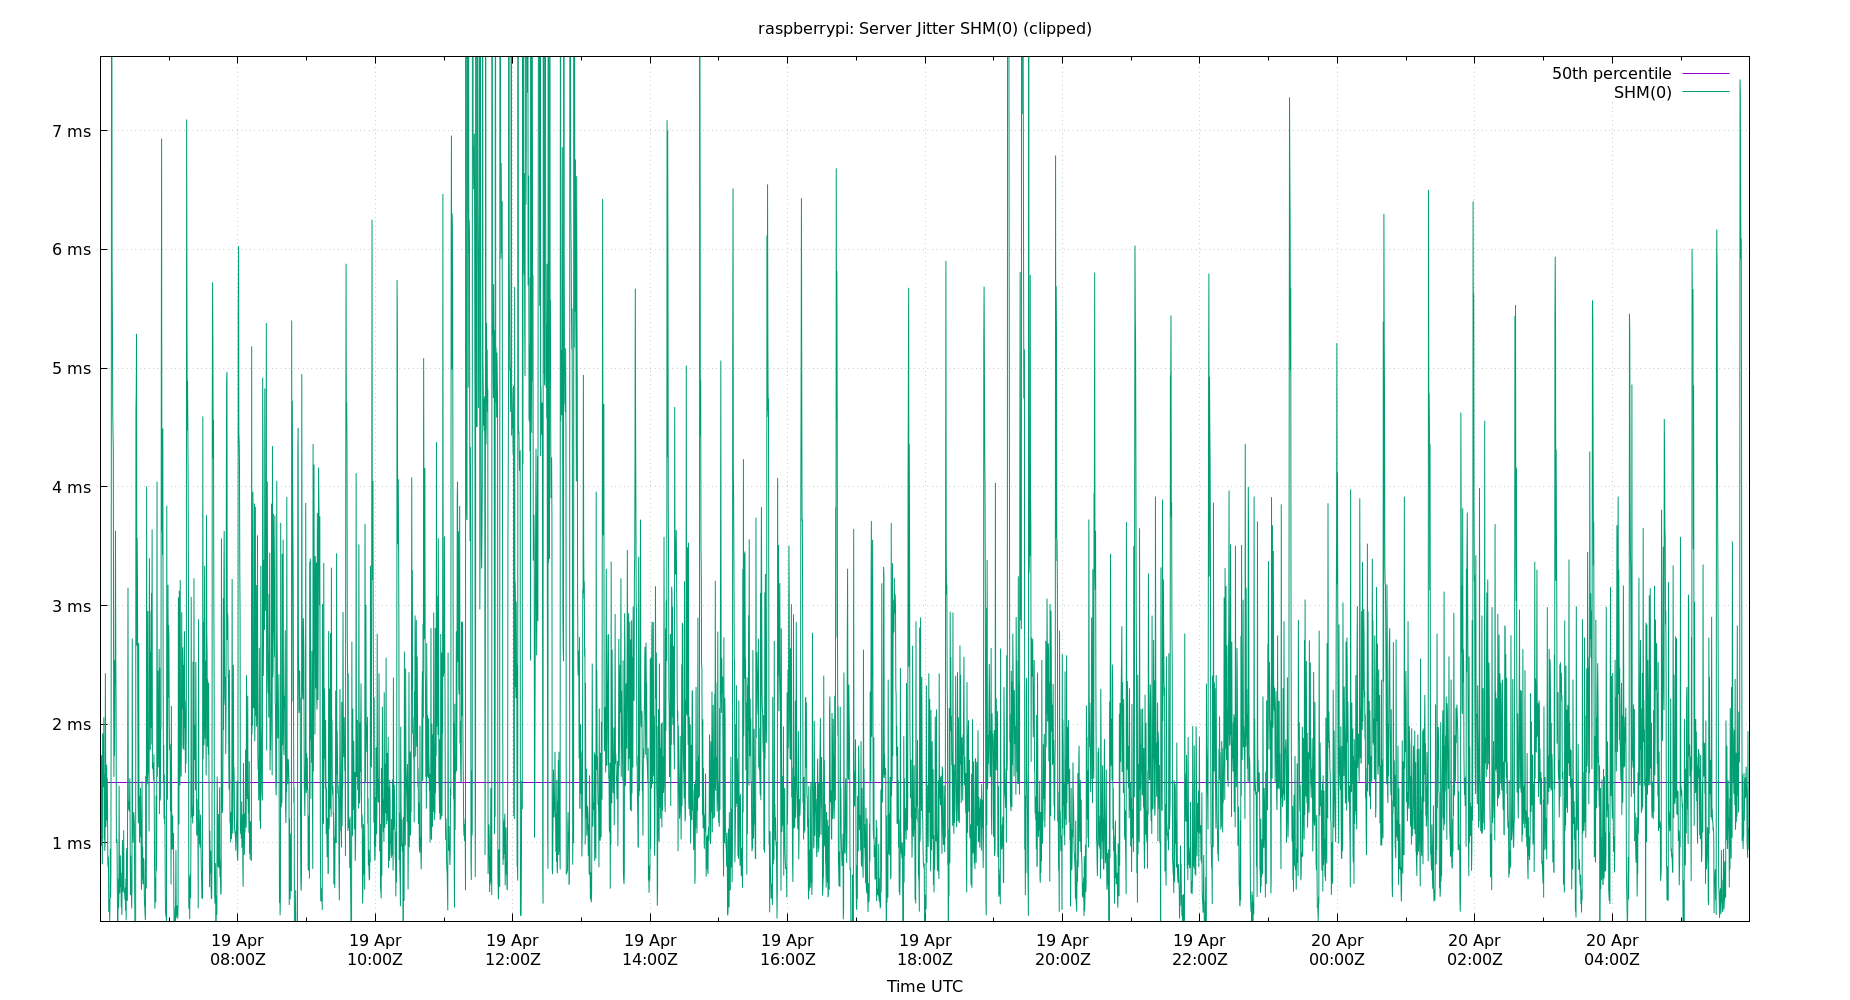 raspberrypi: Server Jitter SHM(0) (clipped)
50th percentile
SHM(0)
7 ms
6 ms
5 ms
4 ms
3 ms
2 ms
1 ms
19 Apr 19 Apr 19 Apr 19 Apr 19 Apr 19 Apr 19 Apr 19 Apr 20 Apr 20 Apr 20 Apr
08:00Z 10:00Z 12:00Z 14:00Z 16:00Z 18:00Z 20:00Z 22:00Z 00:00Z 02:00Z 04:00Z
Time UTC